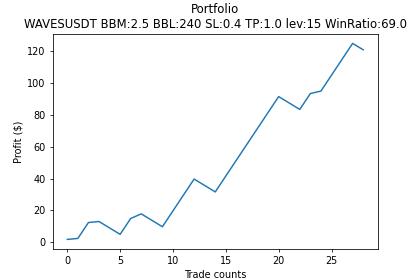 Portfolio
WAVESUSDT BBM:2.5 BBL:240 SL:0.4 TP:1.0 lev:15 WinRatio:69.0
120
100
80
60
40
20
0
Profit ($)
0 5 10 15 20 25
Trade counts